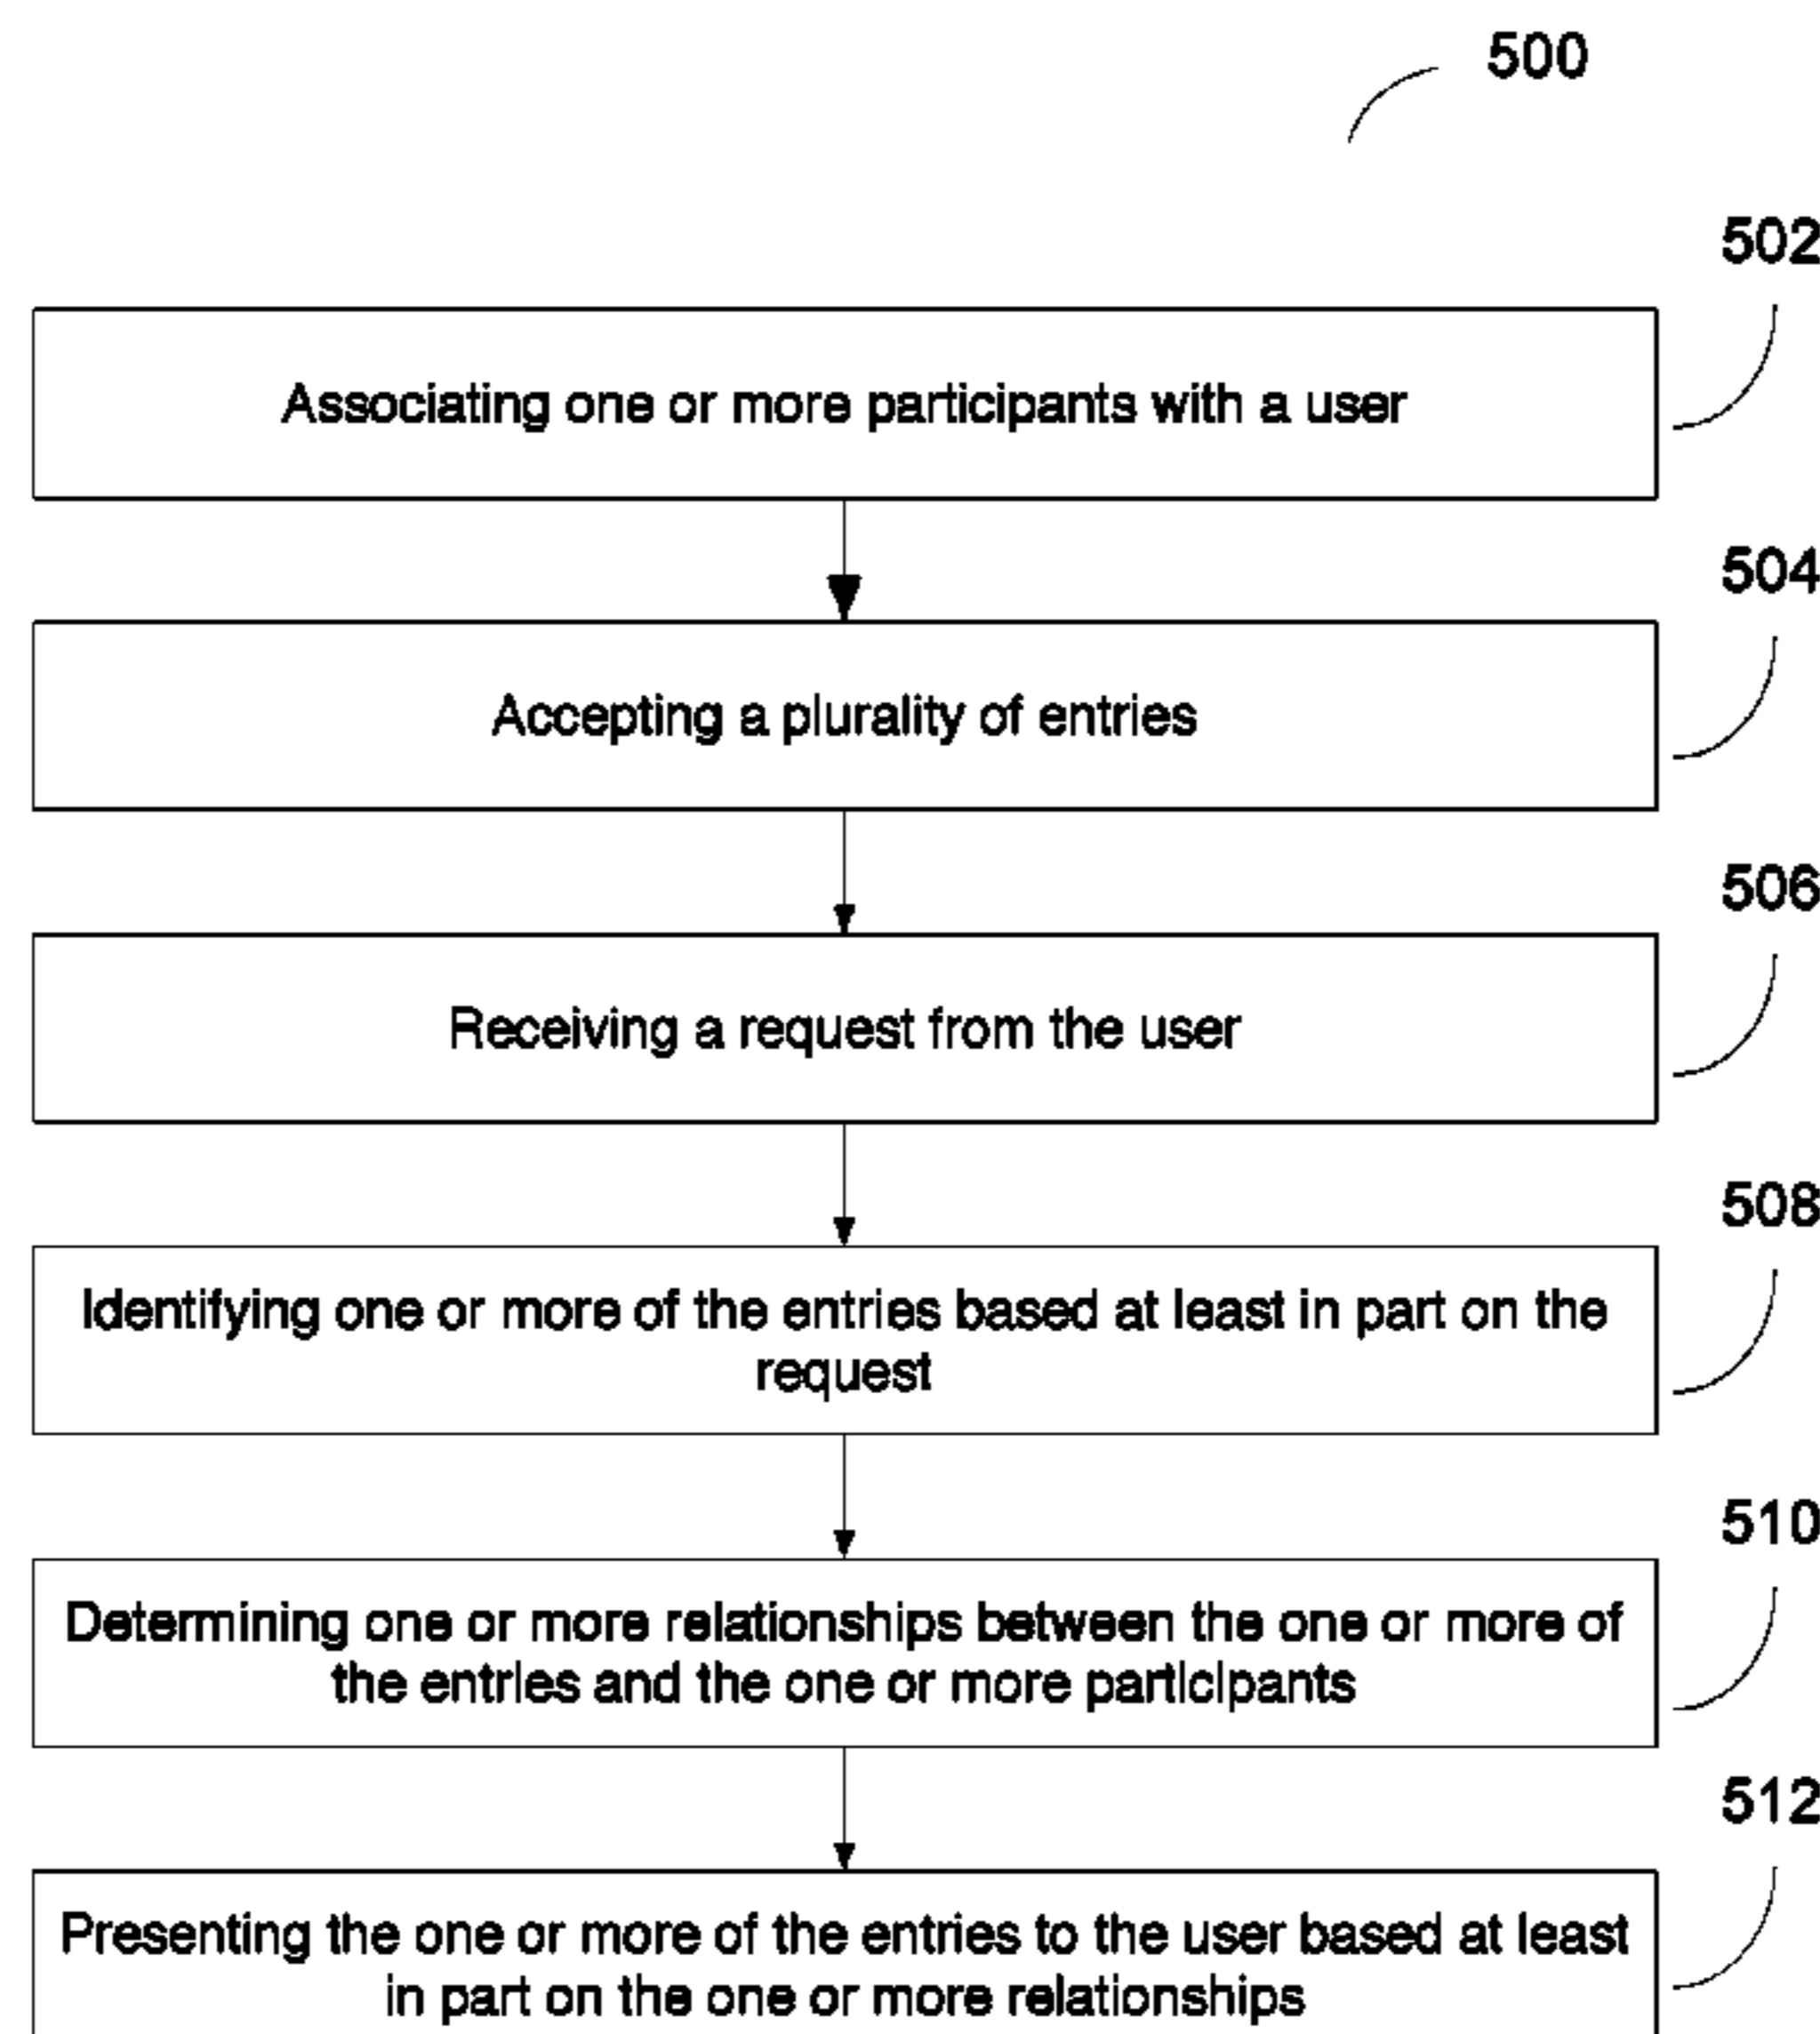 500
502
Associating one or more participants with a user
504
Accepting a plurality of entries
506
Receiving a request from the user
508
Identifying one or more of the entries based at least in part on the
request
510
Determining one or more relationships between the one or more of
the entries and the one or more participants
512
Presenting the one or more of the entries to the user based at least
in part on the one or more relationships